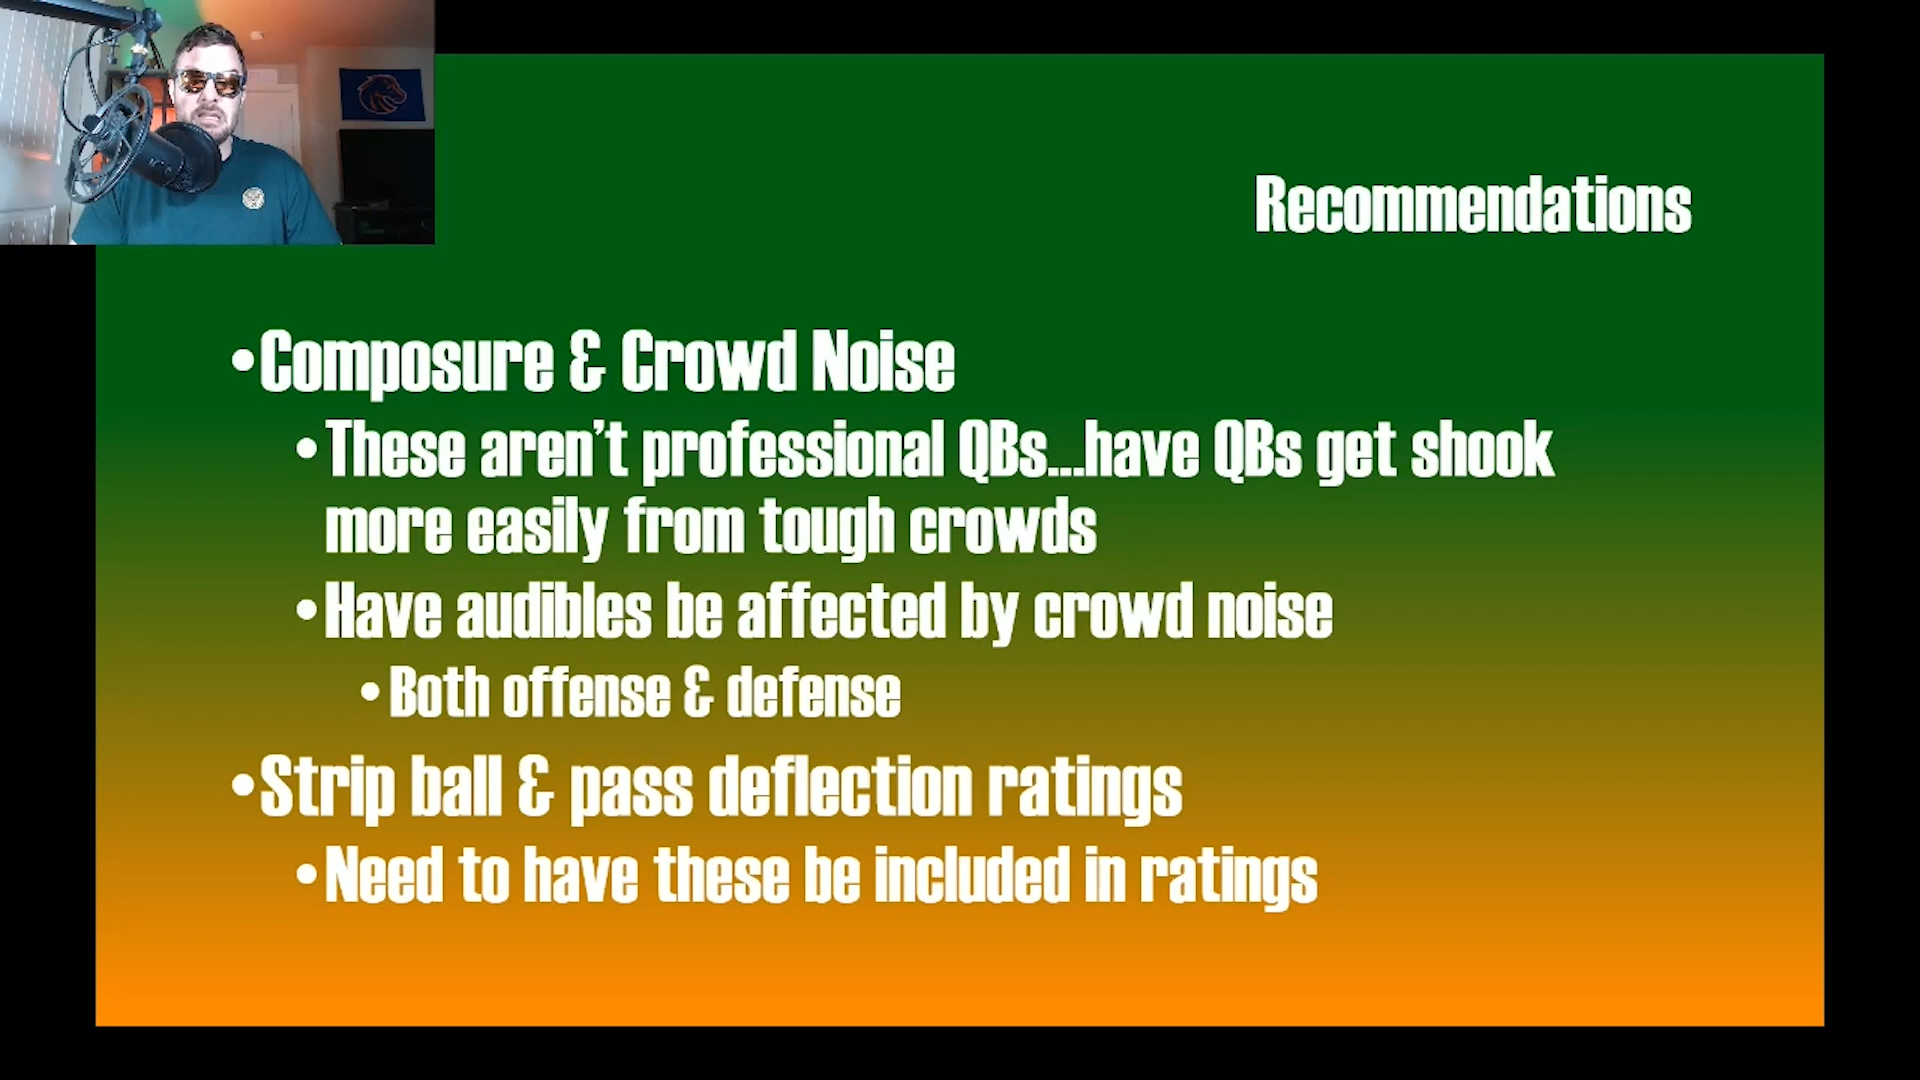 Recommendations
•Composure & Crowd Noise
•These aren't professional QBs...have QBs get shook
more easily from tough crowds
•Have audibles be affected by crowd noise
•Both offense & defense
•Strip ball & pass deflection ratings
•Need to have these be included in ratings